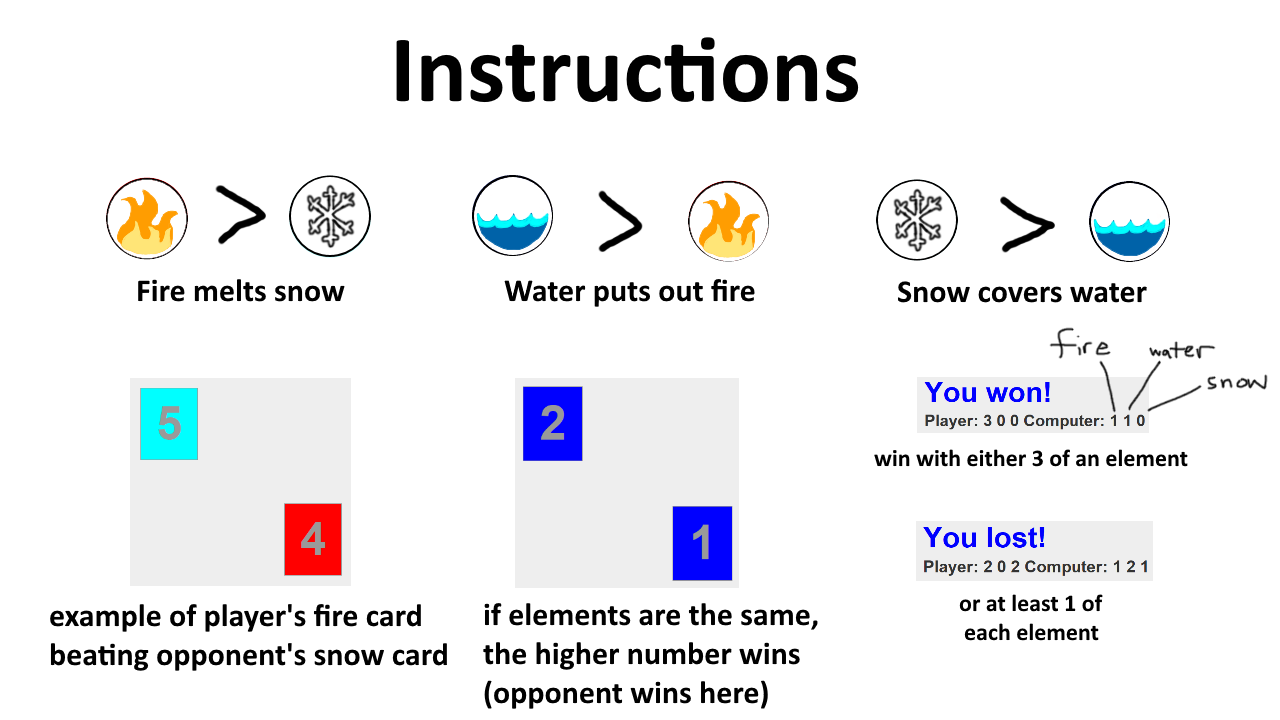 Instructions
Fire melts snow
Water puts out fire
Snow covers water
5
4
example of player's fire card
beating opponent's snow card
2
1
if elements are the same,
the higher number wins
(opponent wins here)
fire
water
snow
You won!
Player: 3 0 0 Computer: 1 1 0
win with either 3 of an element
You lost!
Player: 2 0 2 Computer: 1 2 1
or at least 1 of
each element